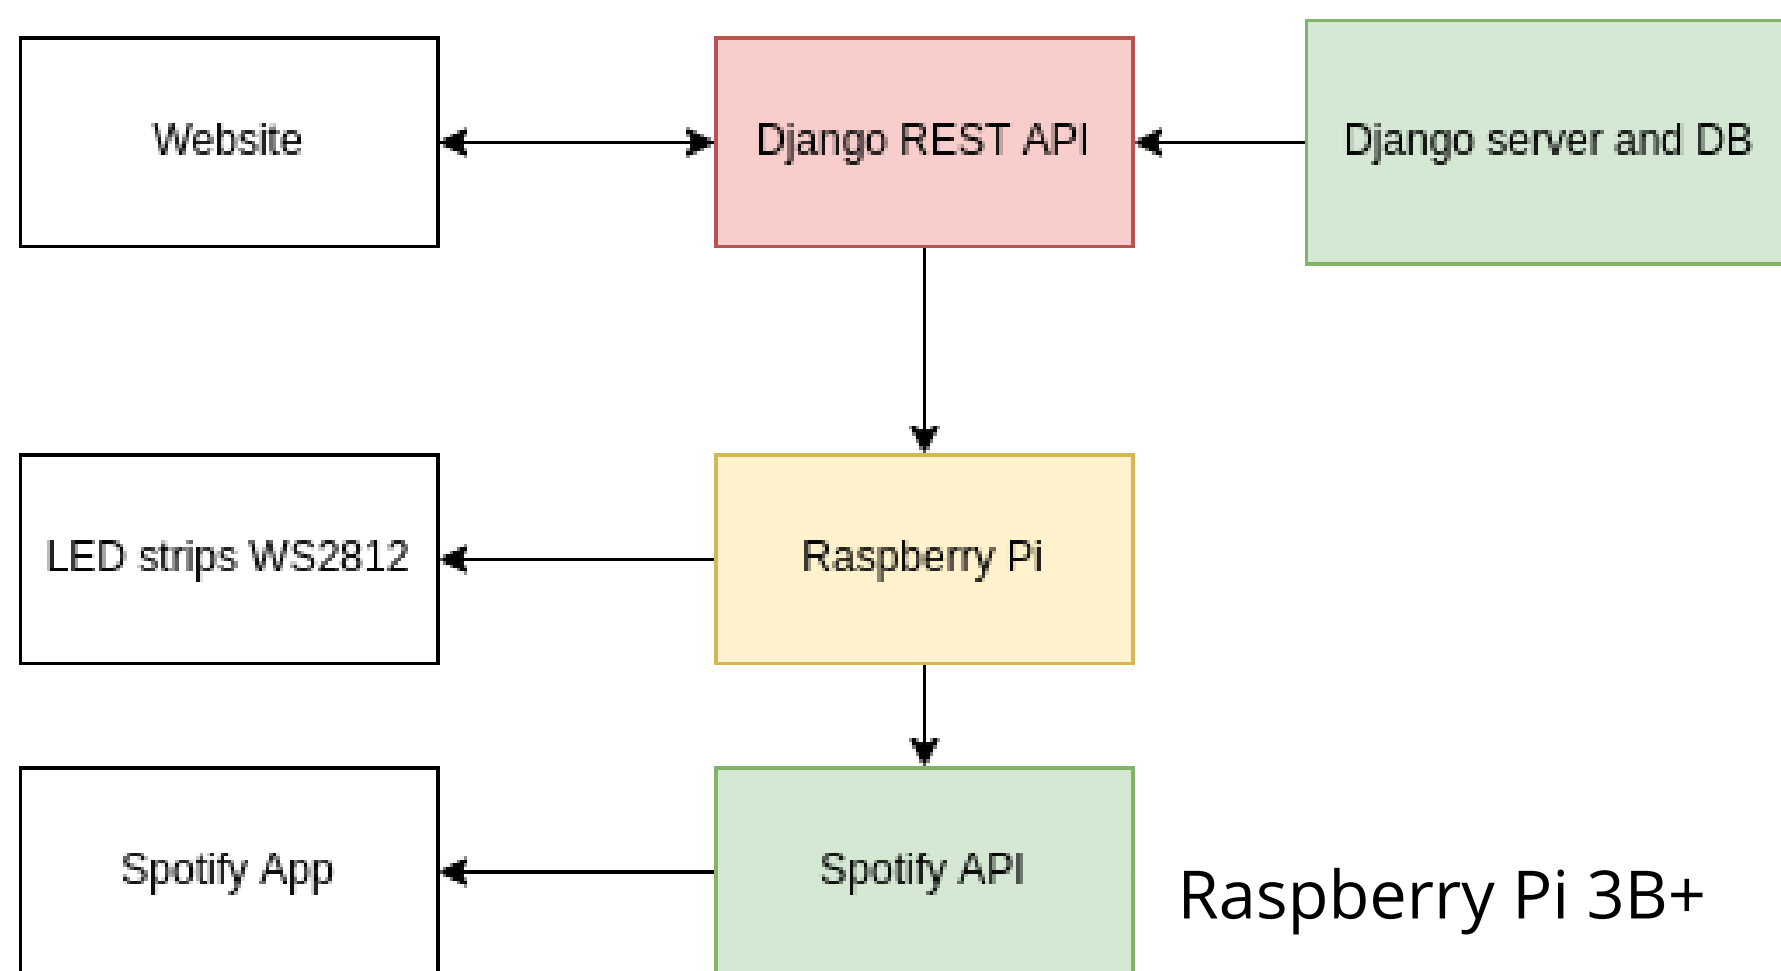 Website
Django REST API
Django server and DB
LED strips WS2812
Raspberry Pi
Spotify App
Spotify API
Raspberry Pi 3B+